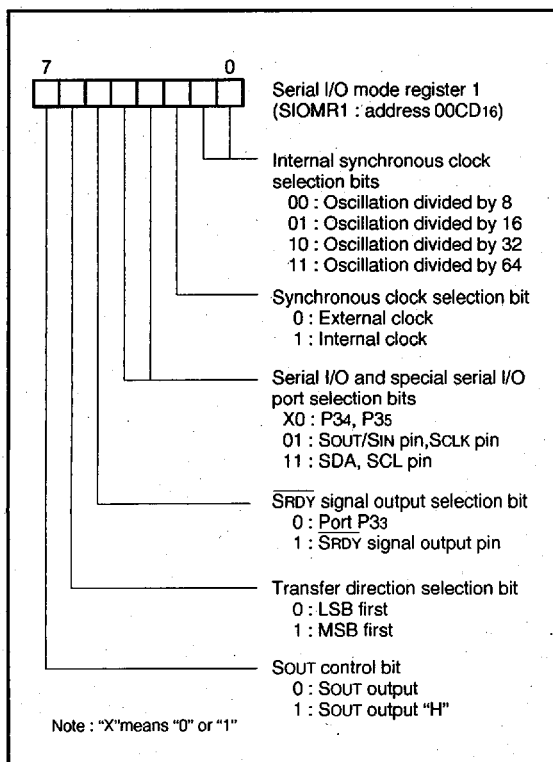 7 0
Serial I/O mode register 1
(SIOMR1 : address 00CD16)
Internal synchronous clock
selection bits
00 : Oscillation divided by 8
01 : Oscillation divided by 16
10 : Oscillation divided by 32
11 : Oscillation divided by 64
Synchronous clock selection bit
0 : External clock
1 : Internal clock
Serial I/O and special serial I/O
port selection bits
X0 : P34, P35
01 : SOUT/SIN pin,SCLK pin
11 : SDA, SCL pin
SRDY signal output selection bit
0 : Port P33
1 : SRDY signal output pin
Transfer direction selection bit
0 : LSB first
1 : MSB first
SOUT control bit
0 : SOUT output
1 : SOUT output "H"
Note : "X"means "0" or "1"